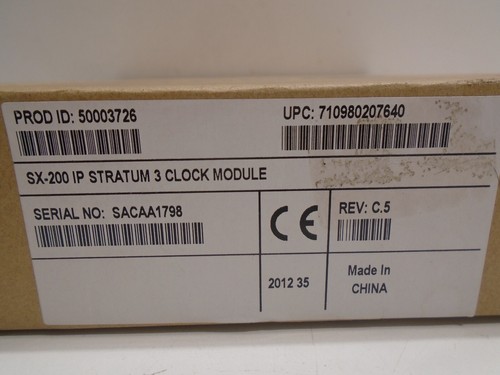 PROD ID: 50003726
UPC: 710980207640
SX-200 IP STRATUM 3 CLOCK MODULE
SERIAL NO: SACAA1798
CE
REV: C.5
2012 35
Made In
CHINA